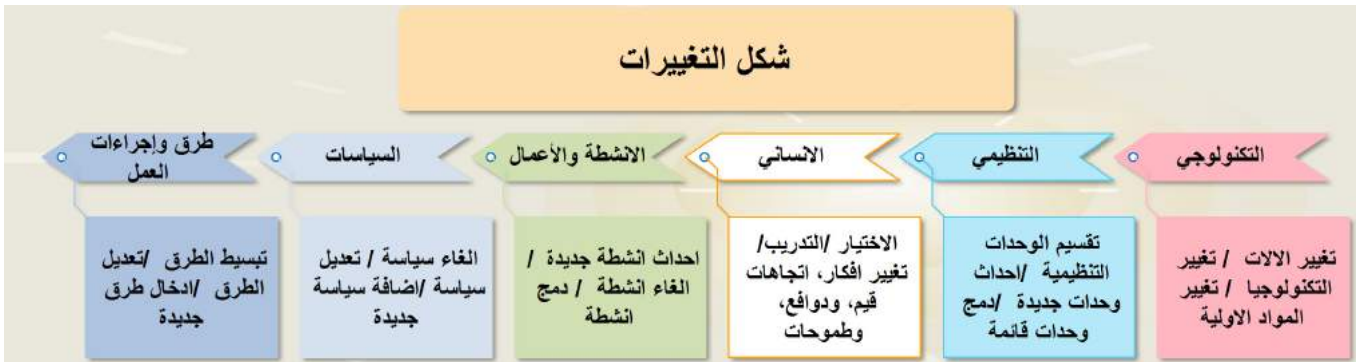 شكل التغييرات
التكنولوجي
تغيير الالات / تغيير
التكنولوجيا / تغيير
المواد الاولية
التنظيمي
تقسيم الوحدات
التنظيمية /احداث
وحدات جديدة /دمج
وحدات قائمة
الانساني
الاختيار /التدريب/
تغيير افكار، اتجاهات
قيم، ودوافع،
وطموحات
الانشطة والأعمال
احداث انشطة جديدة /
الغاء انشطة / دمج
انشطة
السياسات
الغاء سياسة / تعديل
سياسة /اضافة سياسة
جديدة
طرق وإجراءات
العمل
تبسيط الطرق /تعديل
الطرق /ادخال طرق
جديدة